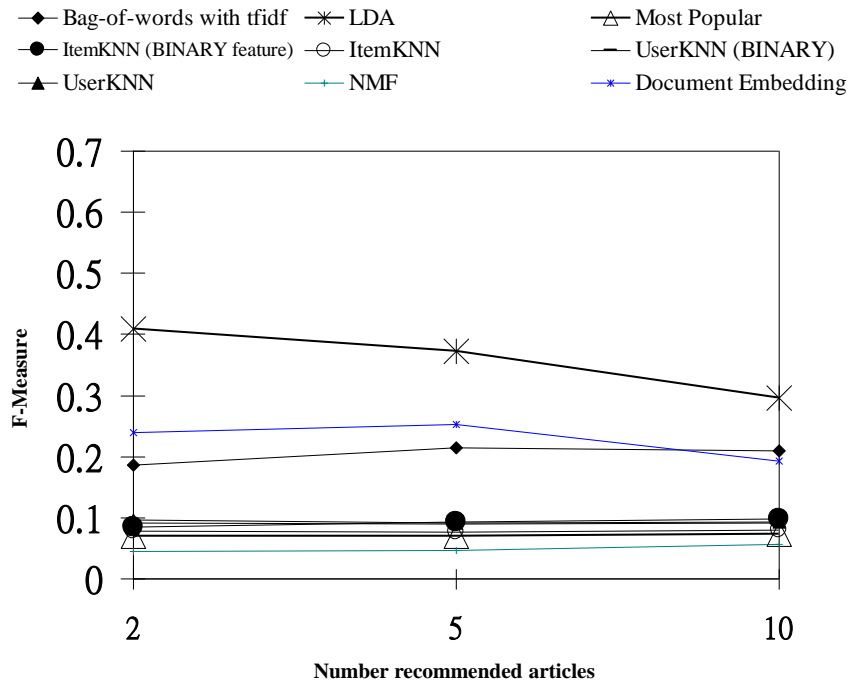 Bag-of-words with tfidf LDA Most Popular
ItemKNN (BINARY feature) ItemKNN UserKNN (BINARY)
UserKNN NMF Document Embedding
0.7
0.6
0.5
0.4
0.3
0.2
0.1
0
F-Measure
2 5 10
Number recommended articles